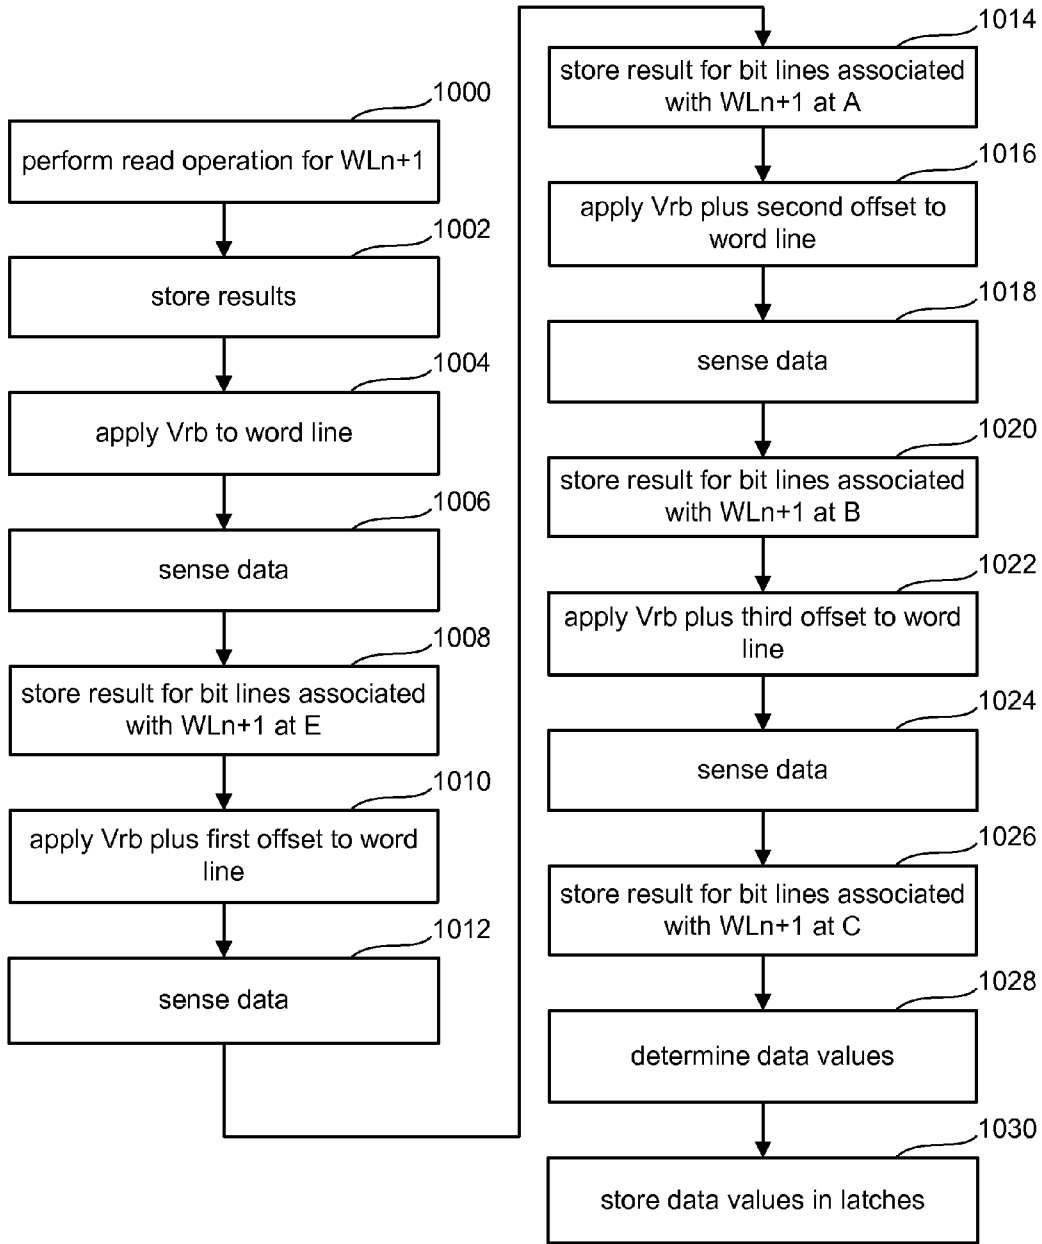 1000
perform read operation for WLn+1
1002
store results
1004
apply Vrb to word line
1006
sense data
1008
store result for bit lines associated
with WLn+1 at E
1010
apply Vrb plus first offset to word
line
1012
sense data
1014
store result for bit lines associated
with WLn+1 at A
1016
apply Vrb plus second offset to
word line
1018
sense data
1020
store result for bit lines associated
with WLn+1 at B
1022
apply Vrb plus third offset to word
line
1024
sense data
1026
store result for bit lines associated
with WLn+1 at C
1028
determine data values
1030
store data values in latches